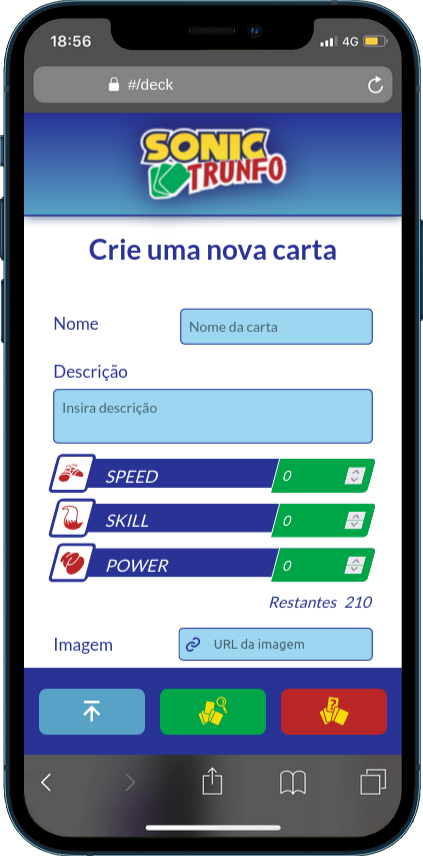 18:56
4G
#/deck
SONIC
TRUNFO
Crie uma nova carta
Nome
Nome da carta
Descrição
Insira descrição
SPEED 0
SKILL 0
POWER 0
Restantes 210
Imagem
URL da imagem
?